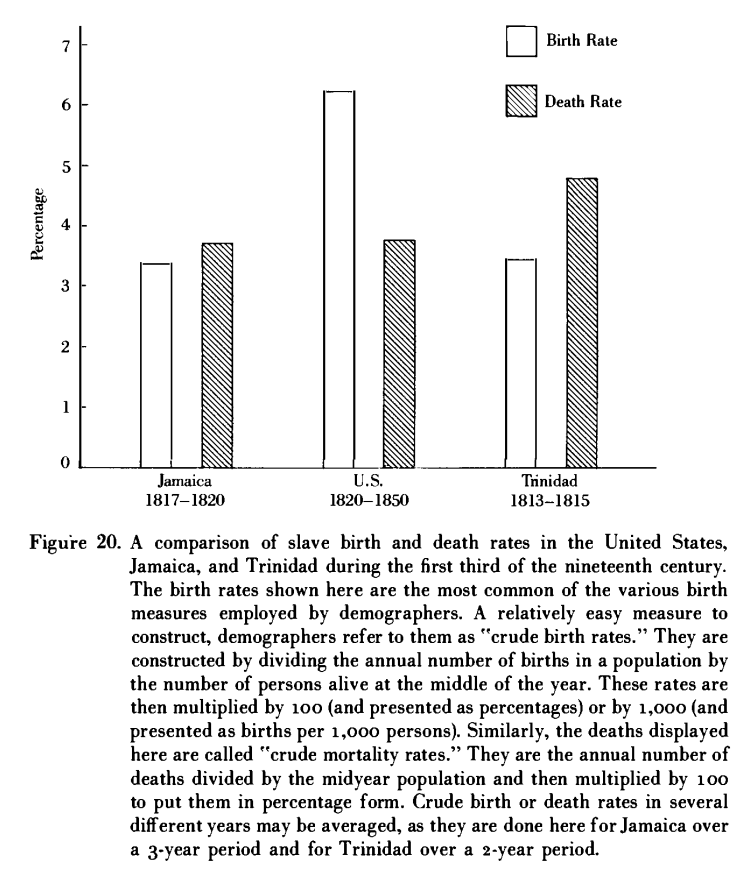 7
Birth Rate
6
Death Rate
5
4
Percentage
3
2
1
0
Jamaica
1817–1820
U.S.
1820–1850
Trinidad
1813–1815
Figure 20. A comparison of slave birth and death rates in the United States,
Jamaica, and Trinidad during the first third of the nineteenth century.
The birth rates shown here are the most common of the various birth
measures employed by demographers. A relatively easy measure to
construct, demographers refer to them as "crude birth rates." They are
constructed by dividing the annual number of births in a population by
the number of persons alive at the middle of the year. These rates are
then multiplied by 100 (and presented as percentages) or by 1,000 (and
presented as births per 1,000 persons). Similarly, the deaths displayed
here are called "crude mortality rates." They are the annual number of
deaths divided by the midyear population and then multiplied by 100
to put them in percentage form. Crude birth or death rates in several
different years may be averaged, as they are done here for Jamaica over
a 3-year period and for Trinidad over a 2-year period.